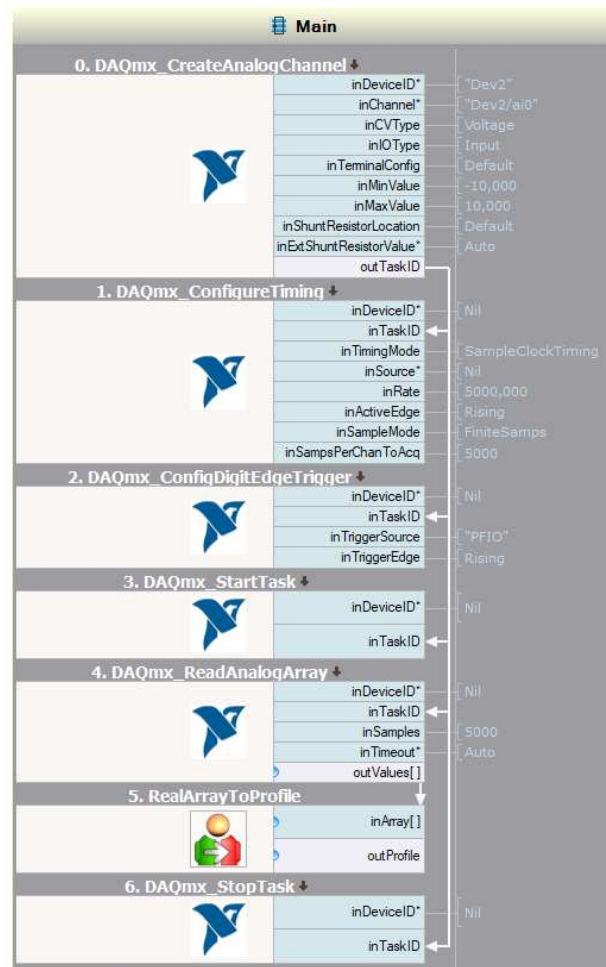 Main
0. DAQmx_CreateAnalogChannel
inDeviceID* "Dev2"
inChannel* "Dev2/ai0"
inCVType Voltage
inIOType Input
inTerminalConfig Default
inMinValue -10,000
inMaxValue 10,000
inShuntResistorLocation Default
inExtShuntResistorValue* Auto
outTaskID
1. DAQmx_ConfigureTiming
inDeviceID* Nil
inTaskID
inTimingMode SampleClockTiming
inSource* Nil
inRate 5000,000
inActiveEdge Rising
inSampleMode FiniteSamps
inSampsPerChanToAcq 5000
2. DAQmx_ConfigDigitEdgeTrigger
inDeviceID* Nil
inTaskID
inTriggerSource "PFI0"
inTriggerEdge Rising
3. DAQmx_StartTask
inDeviceID* Nil
inTaskID
4. DAQmx_ReadAnalogArray
inDeviceID* Nil
inTaskID
inSamples 5000
inTimeout* Auto
outValues[]
5. RealArrayToProfile
inArray[]
outProfile
6. DAQmx_StopTask
inDeviceID* Nil
inTaskID